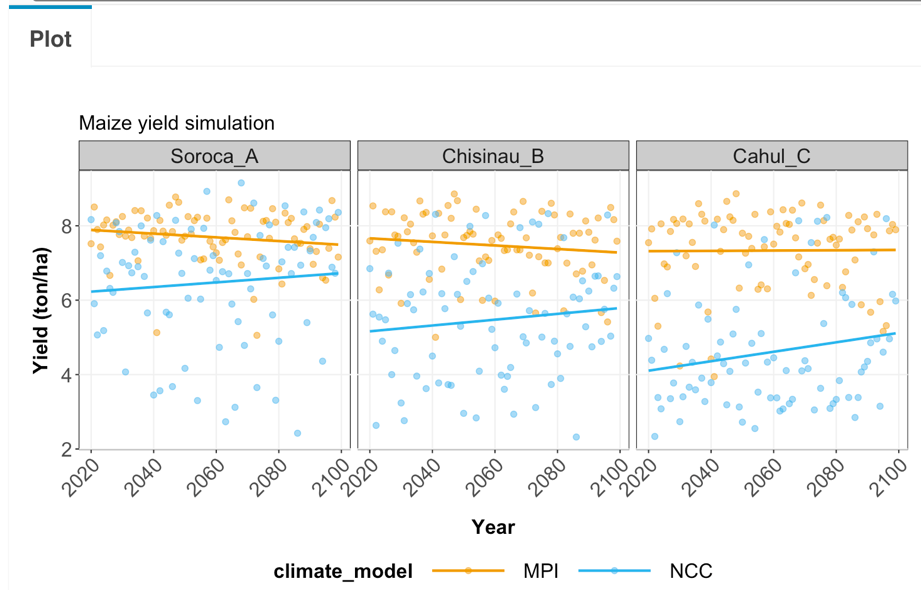 Plot
Maize yield simulation
Soroca_A Chisinau_B Cahul_C
Yield (ton/ha)
8
6
4
2
2020 2040 2060 2080 2100 2020 2040 2060 2080 2100 2020 2040 2060 2080 2100
Year
climate_model MPI NCC